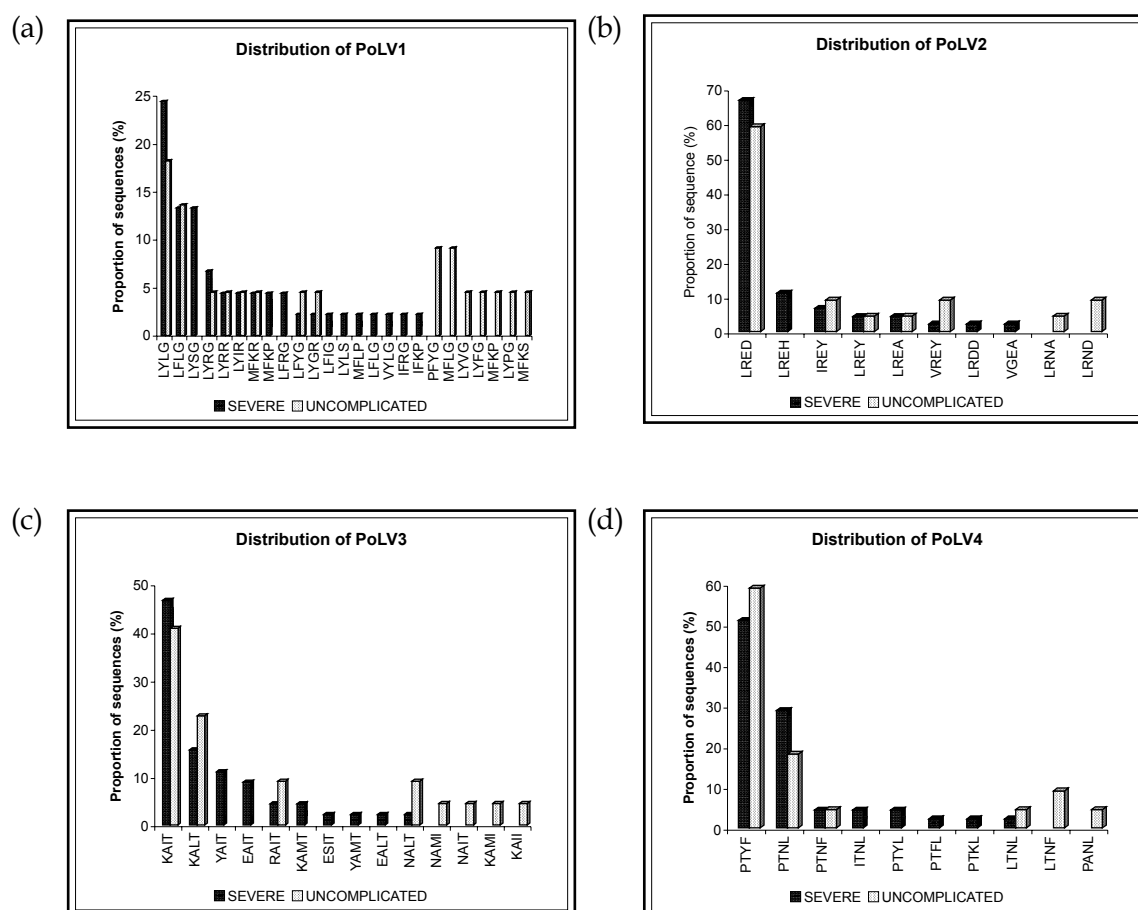 (a)
Distribution of PoLV1
Proportion of sequences (%)
25
20
15
10
5
0
LYLG
LFLG
LYSG
LYRG
LYRR
LYIR
MFKR
MFKP
LFRG
LFYG
LYGR
LFIG
LYLS
MFLP
LFLG
VYLG
IFRG
IFKP
PFYG
MFLG
LYVG
LYFG
MFKP
LYPG
MFKS
SEVERE UNCOMPLICATED
(b)
Distribution of PoLV2
Proportion of sequence (%)
70
60
50
40
30
20
10
0
LRED
LREH
IREY
LREY
LREA
VREY
LRDD
VGEA
LRNA
LRND
SEVERE UNCOMPLICATED
(c)
Distribution of PoLV3
Proportion of sequences (%)
50
40
30
20
10
0
KAIT
KALT
YAIT
EAIT
RAIT
KAMT
ESIT
YAMT
EALT
NALT
NAMI
NAIT
KAMI
KAII
SEVERE UNCOMPLICATED
(d)
Distribution of PoLV4
Proportion of sequences (%)
60
50
40
30
20
10
0
PTYF
PTNL
PTNF
ITNL
PTYL
PTFL
PTKL
LTNL
LTNF
PANL
SEVERE UNCOMPLICATED